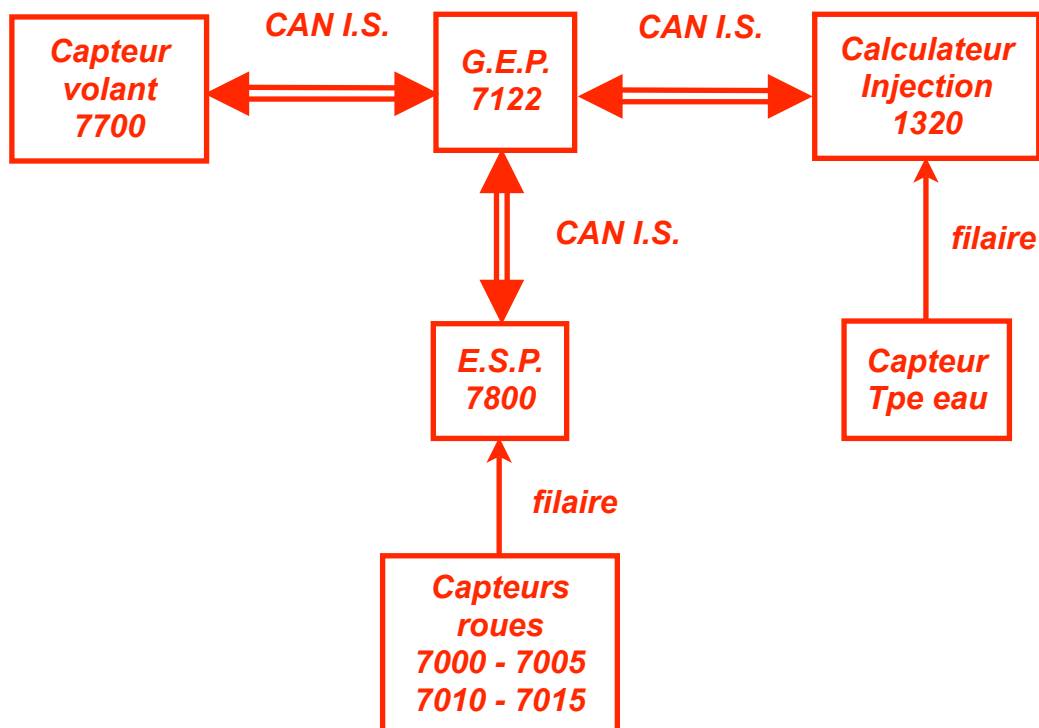 CAN I.S.
CAN I.S.
Capteur
volant
7700
G.E.P.
7122
Calculateur
Injection
1320
CAN I.S.
filaire
E.S.P.
7800
Capteur
Tpe eau
filaire
Capteurs
roues
7000 - 7005
7010 - 7015